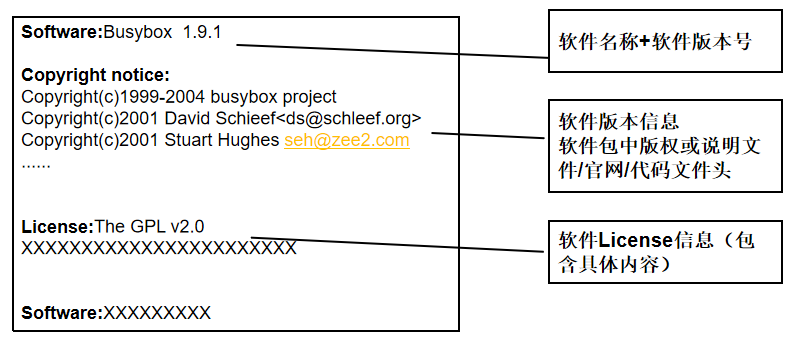 Software:Busybox 1.9.1
Copyright notice:
Copyright(c)1999-2004 busybox project
Copyright(c)2001 David Schieef<ds@schleef.org>
Copyright(c)2001 Stuart Hughes seh@zee2.com
......
License:The GPL v2.0
XXXXXXXXXXXXXXXXXXXXXXX
Software:XXXXXXXXX
软件名称+软件版本号
软件版本信息
软件包中版权或说明文
件/官网/代码文件头
软件License信息（包
含具体内容）